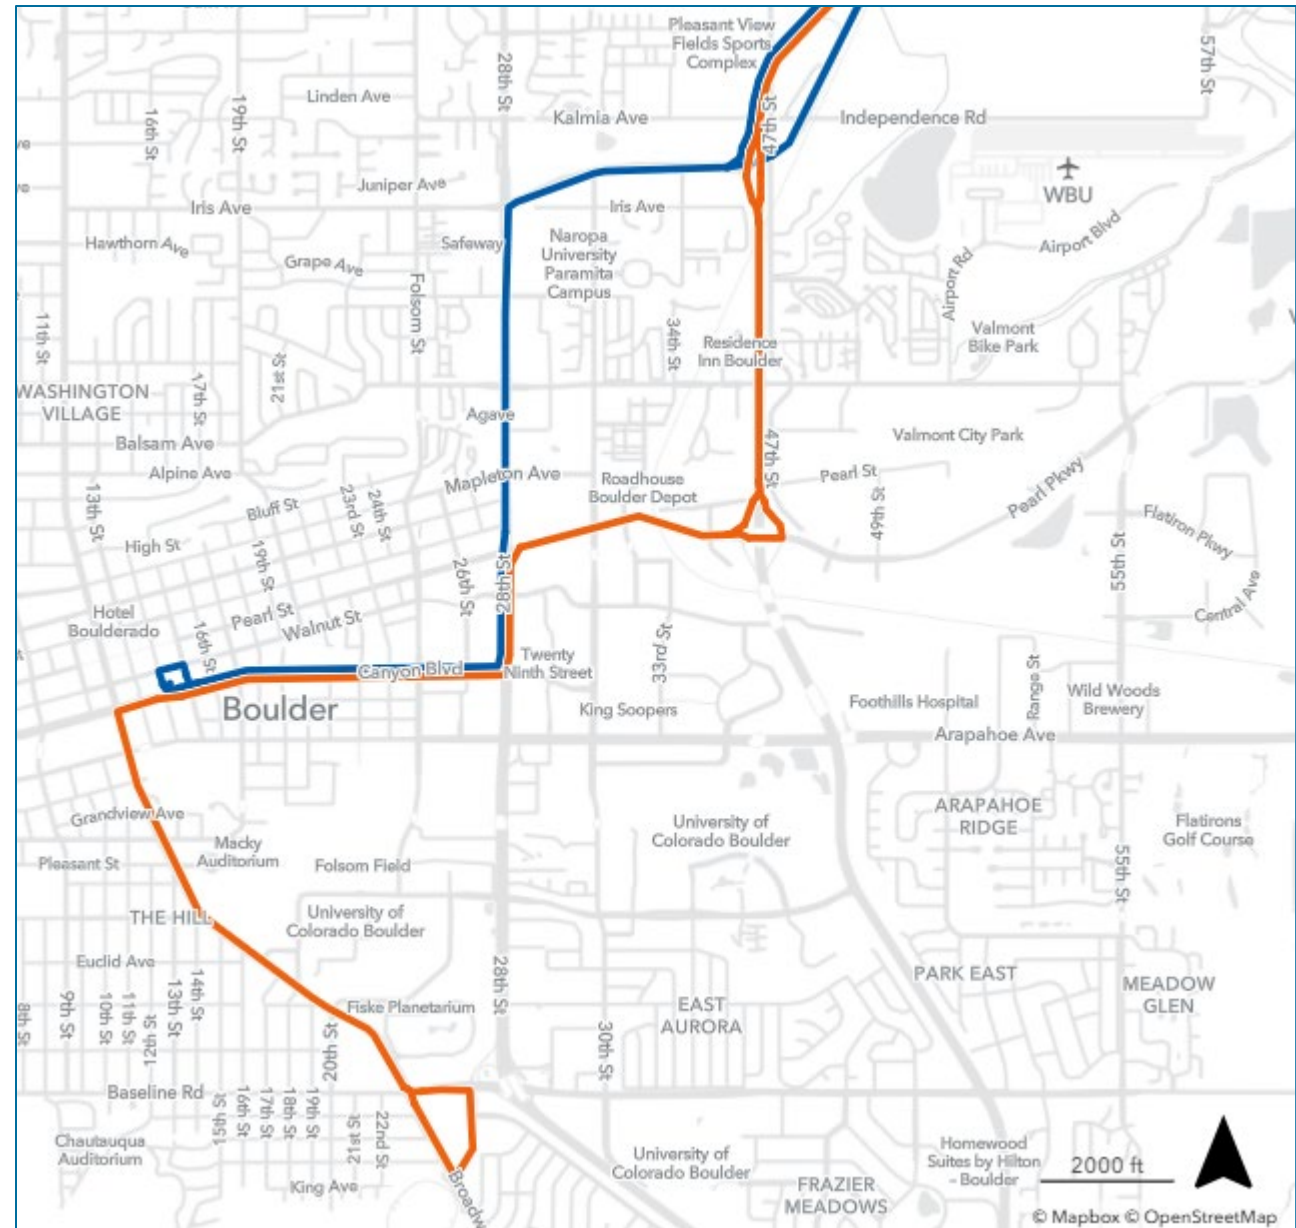 Pleasant View
Fields Sports
Complex
28th St
57th St
Linden Ave
16th St
19th St
Kalmia Ave
47th St
Independence Rd
ve
WBU
Juniper Ave
ve
Iris Ave
Iris Ave
Hawthorn Ave
Safeway
Naropa
University
Paramita
Campus
Airport Blvd
Grape Ave
Folsom St
Airport Rd
11th St
34th St
Residence
Inn Boulder
Valmont
Bike Park
WASHINGTON
VILLAGE
17th St
21st St
Agave
Balsam Ave
47th St
Valmont City Park
Alpine Ave
Mapleton Ave
Roadhouse
Boulder Depot
Pearl St
Pearl Pkwy
13th St
Bluff St
23rd St
24th St
49th St
Flatiron Pkwy
High St
19th St
26th St
28th St
55th St
Central Ave
Hotel
Boulderado
16th St
Pearl St
Walnut St
Canyon Blvd
Twenty
Ninth Street
33rd St
Range St
Boulder
King Soopers
Foothills Hospital
Wild Woods
Brewery
Arapahoe Ave
Grandview Ave
Macky
Auditorium
University of
Colorado Boulder
ARAPAHOE
RIDGE
Flatirons
Golf Course
Pleasant St
Folsom Field
55th St
THE HILL
University of
Colorado Boulder
Euclid Ave
28th St
PARK EAST
MEADOW
GLEN
8th St
9th St
10th St
11th St
12th St
13th St
14th St
Fiske Planetarium
EAST
AURORA
20th St
30th St
Baseline Rd
15th St
16th St
17th St
18th St
19th St
21st St
22nd St
Chautauqua
Auditorium
King Ave
Broadw
University of
Colorado Boulder
Homewood
Suites by Hilton
- Boulder
FRAZIER
MEADOWS
2000 ft
© Mapbox © OpenStreetMap